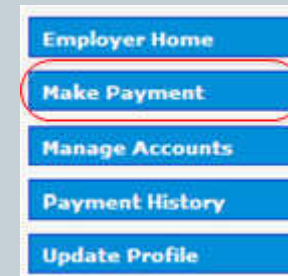 Employer Home
Make Payment
Manage Accounts
Payment History
Update Profile